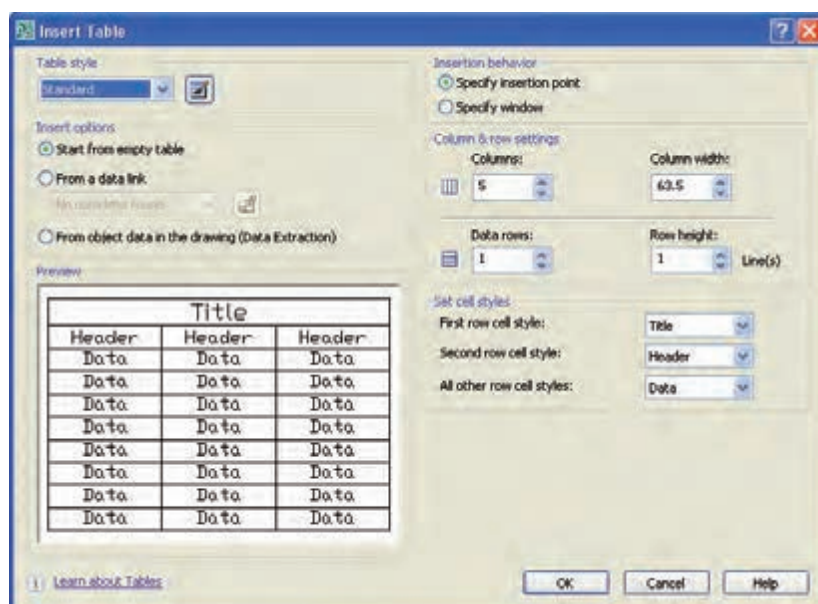 Insert Table
Table style
Standard
Insert options
Start from empty table
From a data link
From object data in the drawing (Data Extraction)
Preview
Title
Header Header Header
Data Data Data
Data Data Data
Data Data Data
Data Data Data
Data Data Data
Data Data Data
Data Data Data
Data Data Data
Learn about Tables
Insertion behavior
Specify insertion point
Specify window
Column & row settings
Columns: Column width:
5 63.5
Data rows: Row height:
1 1 Line(s)
Set cell styles
First row cell style: Title
Second row cell style: Header
All other row cell styles: Data
OK Cancel Help